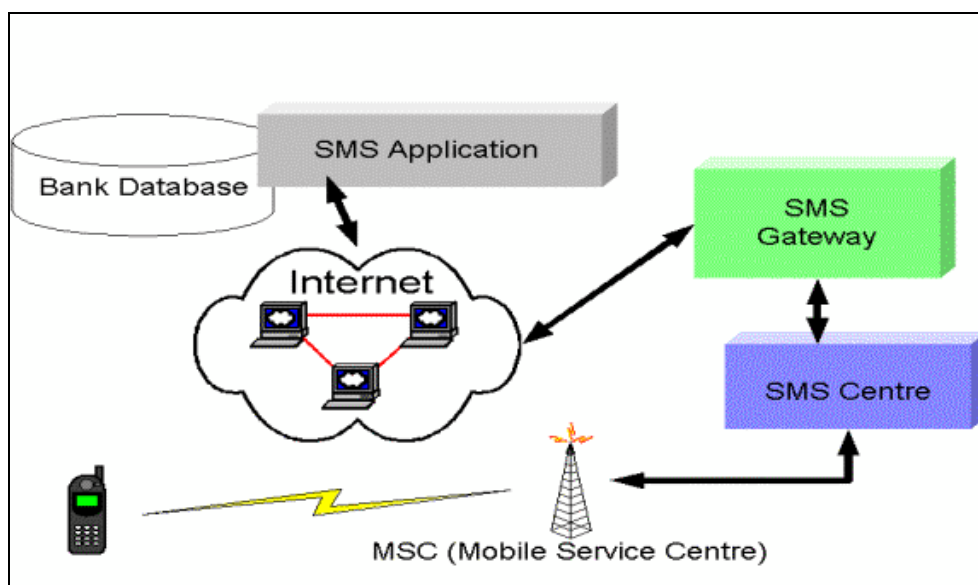 SMS Application
Bank Database
SMS
Gateway
Internet
SMS Centre
MSC (Mobile Service Centre)